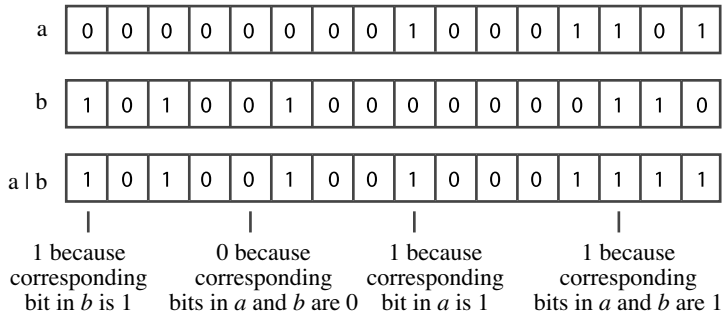 a 0 0 0 0 0 0 0 0 1 0 0 0 1 1 0 1
b 1 0 1 0 0 1 0 0 0 0 0 0 0 1 1 0
a | b 1 0 1 0 0 1 0 0 1 0 0 0 1 1 1 1
1 because
corresponding
bit in b is 1
0 because
corresponding
bits in a and b are 0
1 because
corresponding
bit in a is 1
1 because
corresponding
bits in a and b are 1